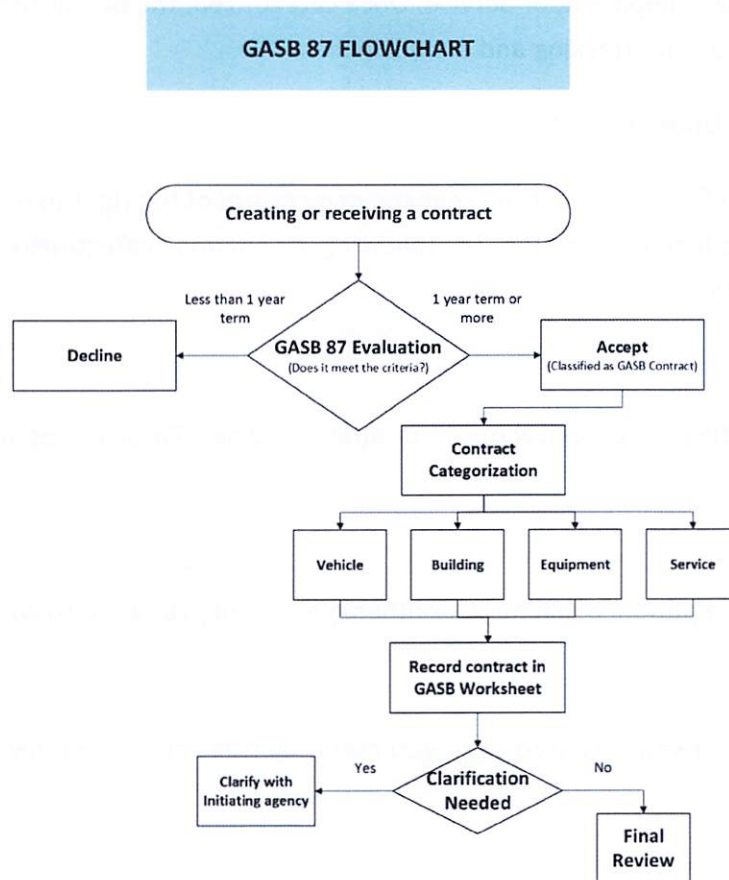 GASB 87 FLOWCHART
Creating or receiving a contract
Less than 1 year
term
1 year term or
more
Decline
GASB 87 Evaluation
(Does it meet the criteria?)
Accept
(Classified as GASB Contract)
Contract
Categorization
Vehicle
Building
Equipment
Service
Record contract in
GASB Worksheet
Yes
No
Clarify with
Initiating agency
Clarification
Needed
Final
Review